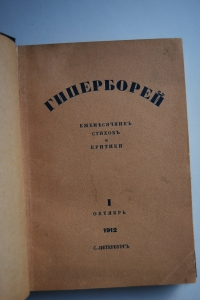 ГИПЕРБОРЕЙ
ЕЖЕМѢСЯЧНИКЪ
СТИХОВЪ
И
КРИТИКИ
I
ОКТЯБРЬ
1912
С. ПЕТЕРБУРГЪ